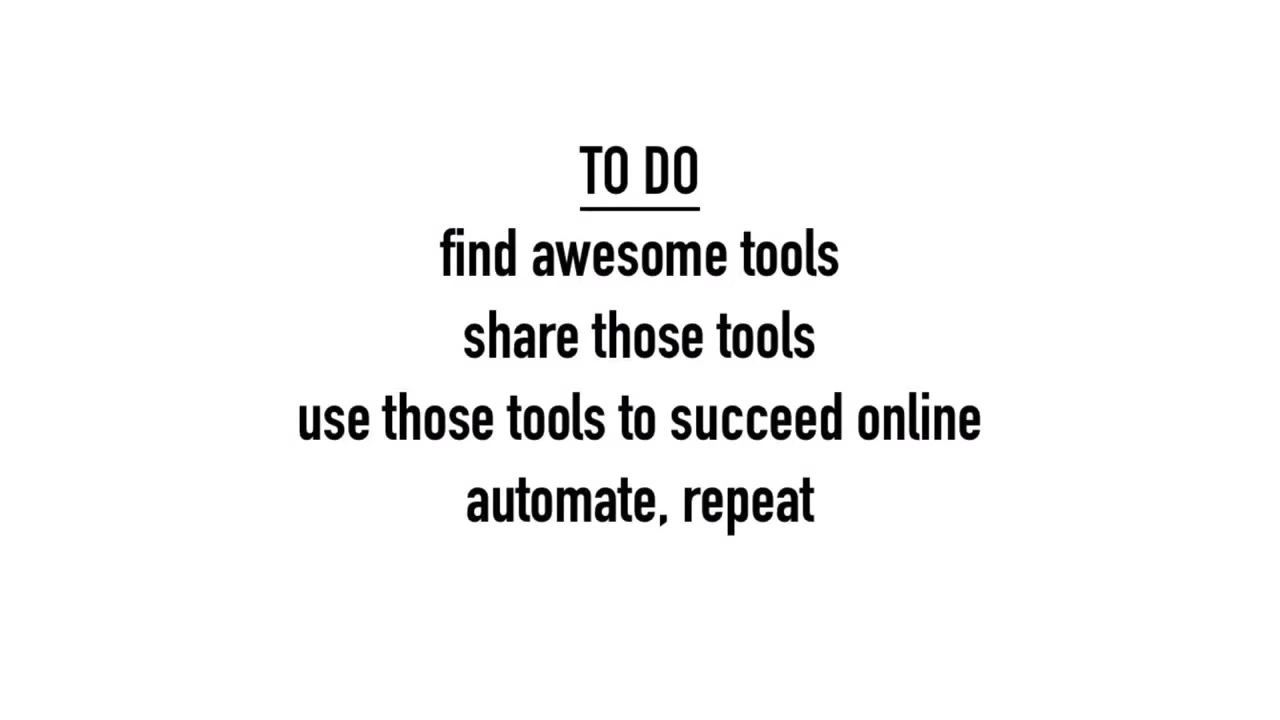 TO DO
find awesome tools
share those tools
use those tools to succeed online
automate, repeat